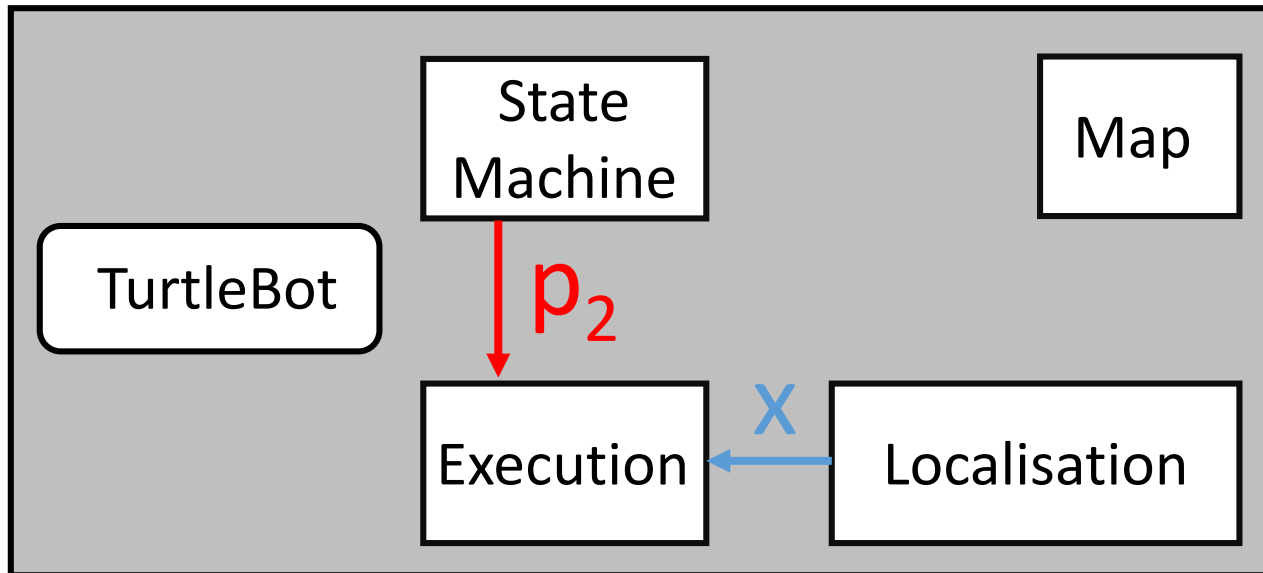 State
Machine
Map
TurtleBot
p₂
Execution
x
Localisation